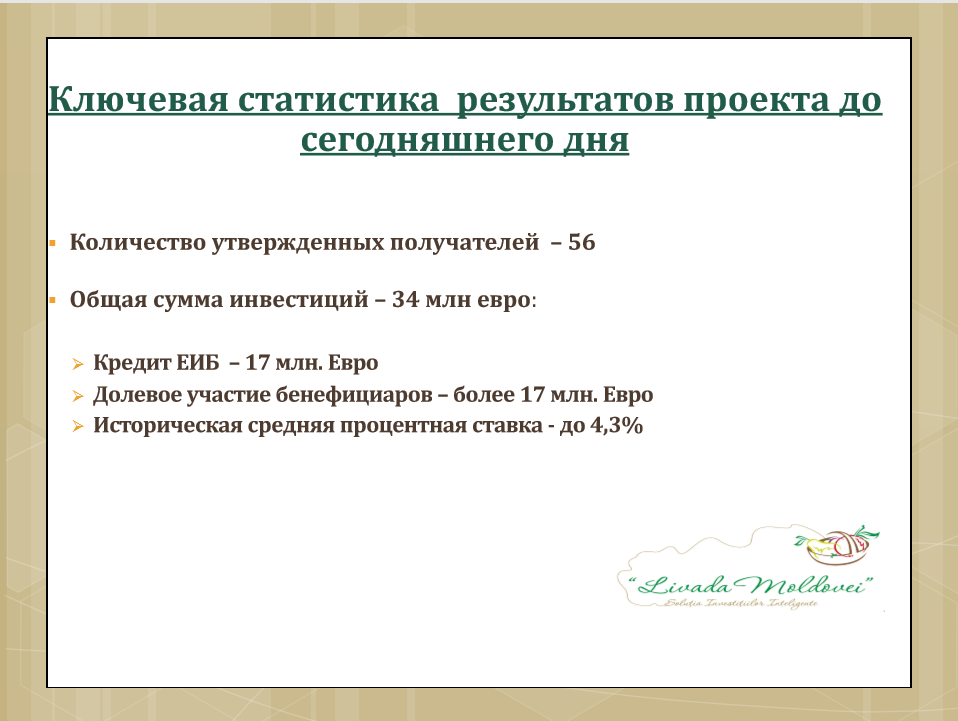 Ключевая статистика результатов проекта до
сегодняшнего дня
Количество утвержденных получателей – 56
Общая сумма инвестиций – 34 млн евро:
Кредит ЕИБ – 17 млн. Евро
Долевое участие бенефициаров – более 17 млн. Евро
Историческая средняя процентная ставка - до 4,3%
“Livada Moldovei”
Soluția Investițiilor Inteligente